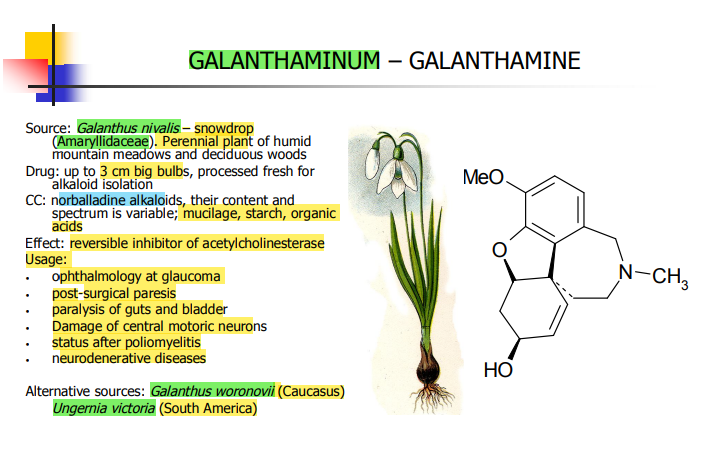 GALANTHAMINUM – GALANTHAMINE
Source: Galanthus nivalis – snowdrop
(Amaryllidaceae). Perennial plant of humid
mountain meadows and deciduous woods
Drug: up to 3 cm big bulbs, processed fresh for
alkaloid isolation
CC: norballadine alkaloids, their content and
spectrum is variable; mucilage, starch, organic
acids
Effect: reversible inhibitor of acetylcholinesterase
Usage:
• ophthalmology at glaucoma
• post-surgical paresis
• paralysis of guts and bladder
• Damage of central motoric neurons
• status after poliomyelitis
• neurodenerative diseases
Alternative sources: Galanthus woronovii (Caucasus)
Ungernia victoria (South America)
MeO
O
N
CH3
HO